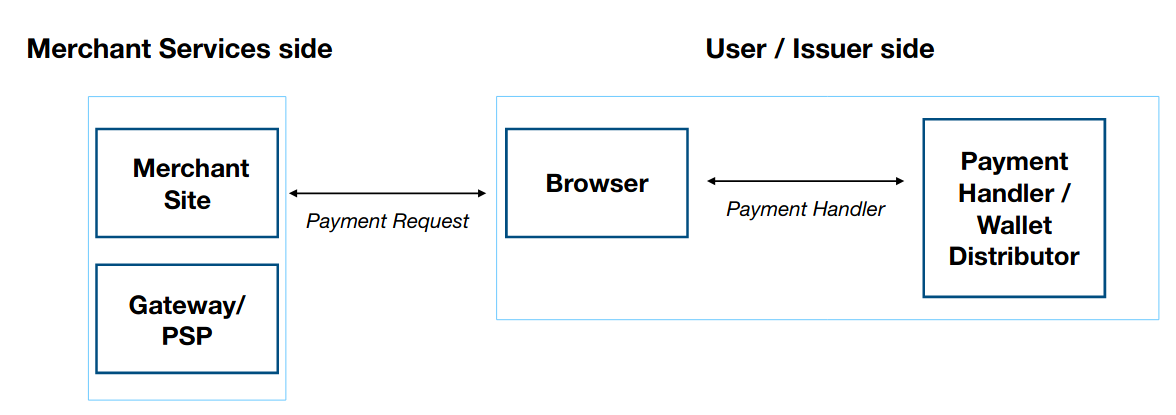 Merchant Services side
User / Issuer side
Merchant
Site
Payment Request
Browser
Payment Handler
Payment
Handler /
Wallet
Distributor
Gateway/
PSP